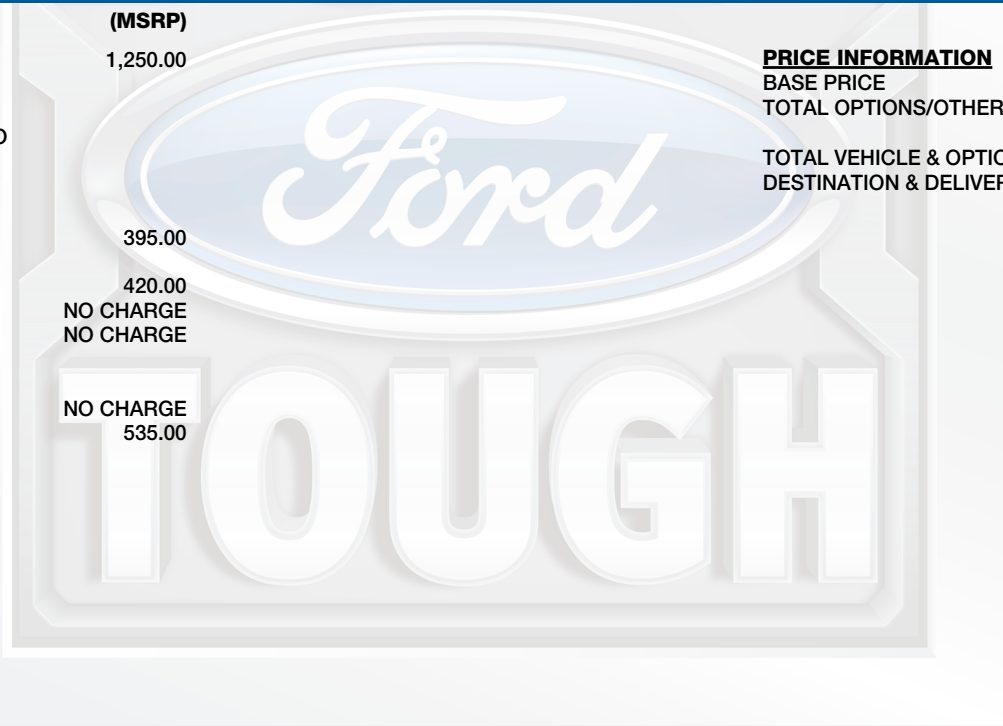 (MSRP)
1,250.00
395.00
420.00
NO CHARGE
NO CHARGE
NO CHARGE
535.00
PRICE INFORMATION
BASE PRICE
TOTAL OPTIONS/OTHER
TOTAL VEHICLE & OPTIO
DESTINATION & DELIVER
Ford
TOUGH